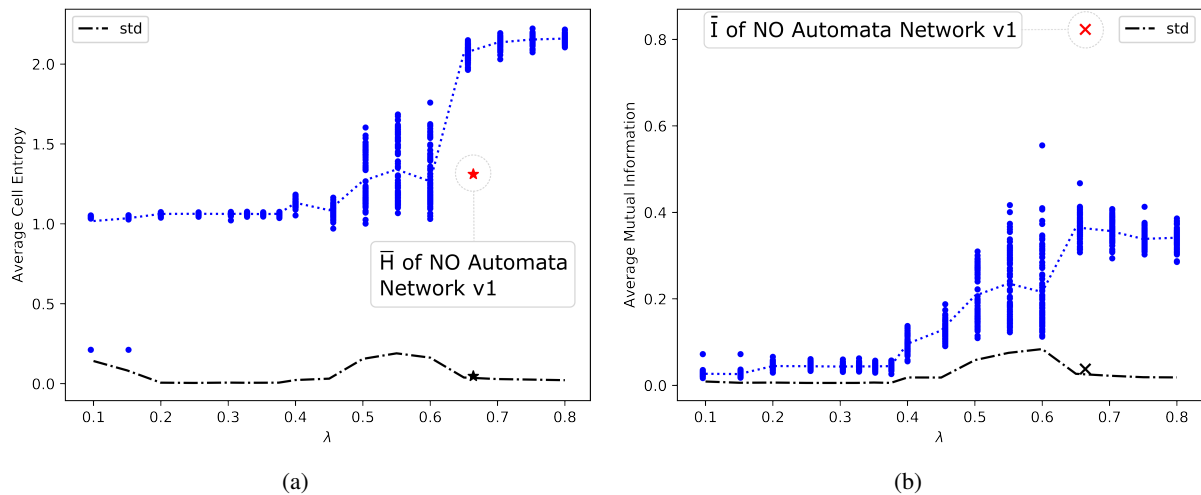 std
H̅ of NO Automata
Network v1
Average Cell Entropy
2.0
1.5
1.0
0.5
0.0
0.1 0.2 0.3 0.4 0.5 0.6 0.7 0.8
λ
(a)
I̅ of NO Automata Network v1
std
Average Mutual Information
0.8
0.6
0.4
0.2
0.0
0.1 0.2 0.3 0.4 0.5 0.6 0.7 0.8
λ
(b)